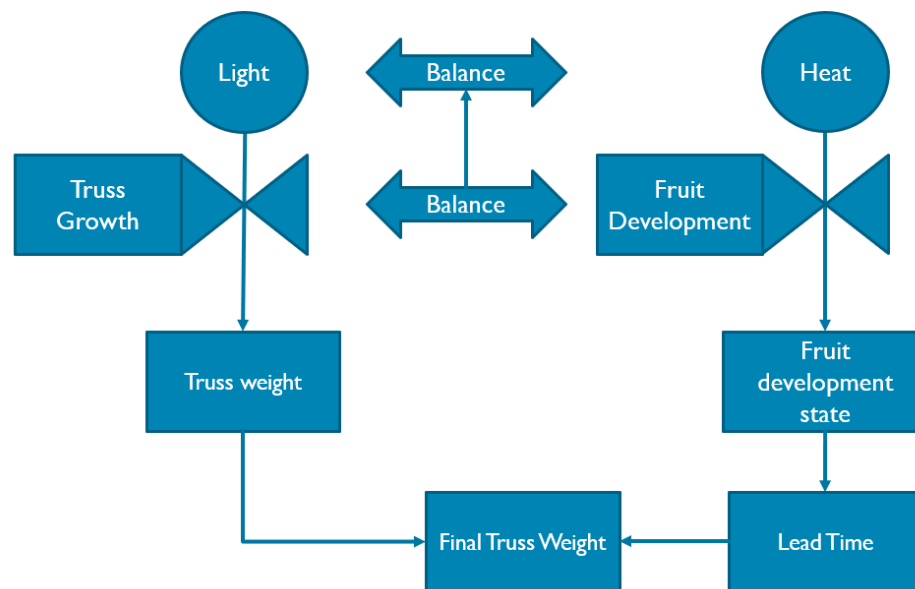 Light
Balance
Heat
Truss
Growth
Balance
Fruit
Development
Truss weight
Fruit
development
state
Final Truss Weight
Lead Time